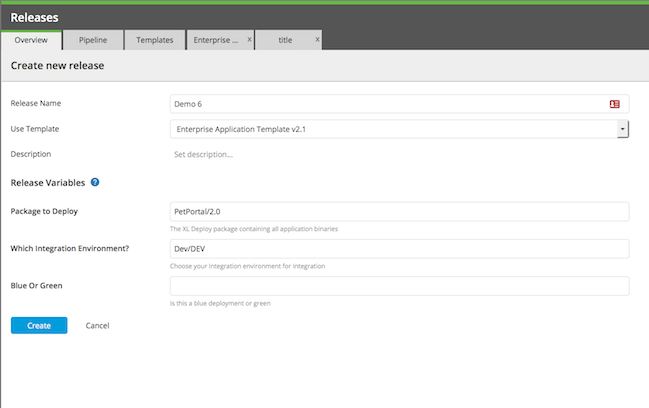 Releases
Overview Pipeline Templates Enterprise ... x title x
Create new release
Release Name Demo 6
Use Template Enterprise Application Template v2.1
Description Set description...
Release Variables ?
Package to Deploy PetPortal/2.0
The XL Deploy package containing all application binaries
Which Integration Environment? Dev/DEV
Choose your integration environment for integration
Blue Or Green
Is this a blue deployment or green
Create Cancel